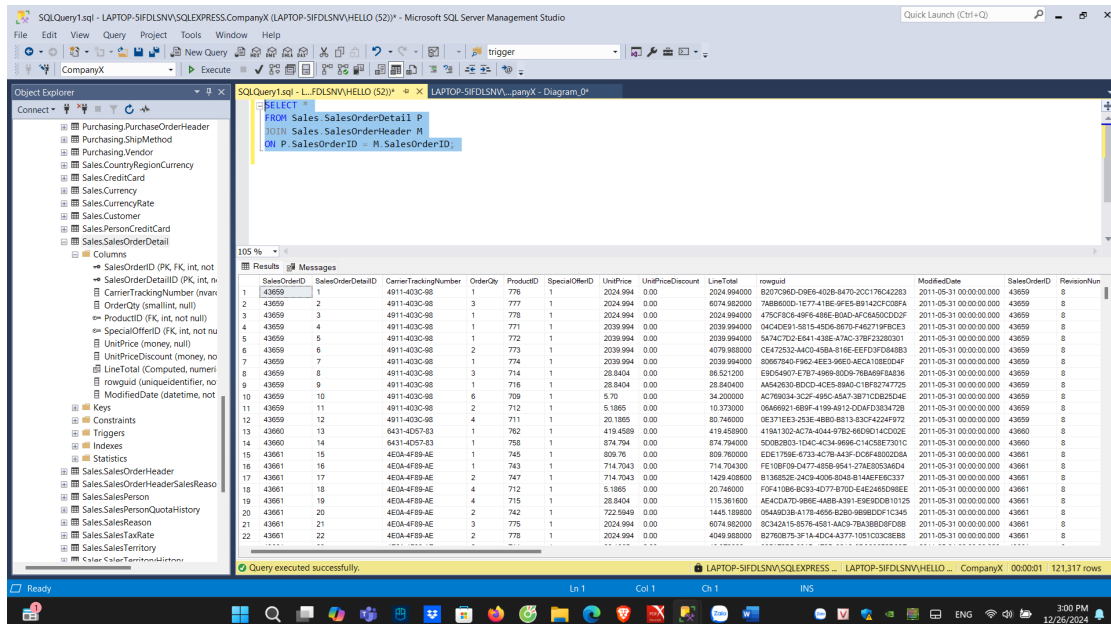 SQLQuery1.sql - LAPTOP-5IFDLSNV\SQLEXPRESS.CompanyX (LAPTOP-5IFDLSNV\HELLO (52))* - Microsoft SQL Server Management Studio
Quick Launch (Ctrl+Q)
File Edit View Query Project Tools Window Help
New Query
trigger
CompanyX
Execute
Object Explorer
SQLQuery1.sql - L...FDLSNV\HELLO (52))*
LAPTOP-5IFDLSNV\...panyX - Diagram_0*
Connect
Purchasing.PurchaseOrderHeader
Purchasing.ShipMethod
Purchasing.Vendor
Sales.CountryRegionCurrency
Sales.CreditCard
Sales.Currency
Sales.CurrencyRate
Sales.Customer
Sales.PersonCreditCard
Sales.SalesOrderDetail
Columns
SalesOrderID (PK, FK, int, not
SalesOrderDetailID (PK, int, n
CarrierTrackingNumber (nvarc
OrderQty (smallint, null)
ProductID (FK, int, not null)
SpecialOfferID (FK, int, not nu
UnitPrice (money, null)
UnitPriceDiscount (money, no
LineTotal (Computed, numeri
rowguid (uniqueidentifier, no
ModifiedDate (datetime, not
Keys
Constraints
Triggers
Indexes
Statistics
Sales.SalesOrderHeader
Sales.SalesOrderHeaderSalesReaso
Sales.SalesPerson
Sales.SalesPersonQuotaHistory
Sales.SalesReason
Sales.SalesTaxRate
Sales.SalesTerritory
Sales.SalesTerritoryHistory
SELECT *
FROM Sales.SalesOrderDetail P
JOIN Sales.SalesOrderHeader M
ON P.SalesOrderID = M.SalesOrderID;
105 %
Results Messages
SalesOrderID SalesOrderDetailID CarrierTrackingNumber OrderQty ProductID SpecialOfferID UnitPrice UnitPriceDiscount LineTotal rowguid ModifiedDate SalesOrderID RevisionNum
1 43659 1 4911-403C-98 1 776 1 2024.994 0.00 2024.994000 B207C96D-D9E6-402B-8470-2CC176C42283 2011-05-31 00:00:00.000 43659 8
2 43659 2 4911-403C-98 3 777 1 2024.994 0.00 6074.982000 7ABB600D-1E77-41BE-9FE5-B9142CFC08FA 2011-05-31 00:00:00.000 43659 8
3 43659 3 4911-403C-98 1 778 1 2024.994 0.00 2024.994000 475CF8C6-49F6-486E-B0AD-AFC6A50CDD2F 2011-05-31 00:00:00.000 43659 8
4 43659 4 4911-403C-98 1 771 1 2039.994 0.00 2039.994000 04C4DE91-5815-45D6-8670-F462719FBCE3 2011-05-31 00:00:00.000 43659 8
5 43659 5 4911-403C-98 1 772 1 2039.994 0.00 2039.994000 5A74C7D2-E641-438E-A7AC-37BF23280301 2011-05-31 00:00:00.000 43659 8
6 43659 6 4911-403C-98 2 773 1 2039.994 0.00 4079.988000 CE472532-A4C0-45BA-816E-EEFD3FD848B3 2011-05-31 00:00:00.000 43659 8
7 43659 7 4911-403C-98 1 774 1 2039.994 0.00 2039.994000 80667840-F962-4EE3-96E0-AECA108E0D4F 2011-05-31 00:00:00.000 43659 8
8 43659 8 4911-403C-98 3 714 1 28.8404 0.00 86.521200 E9D54907-E7B7-4969-80D9-76BA69F8A836 2011-05-31 00:00:00.000 43659 8
9 43659 9 4911-403C-98 1 716 1 28.8404 0.00 28.840400 AA542630-BDCD-4CE5-89A0-C1BF82747725 2011-05-31 00:00:00.000 43659 8
10 43659 10 4911-403C-98 6 709 1 5.70 0.00 34.200000 AC769034-3C2F-495C-A5A7-3B71CDB25D4E 2011-05-31 00:00:00.000 43659 8
11 43659 11 4911-403C-98 2 712 1 5.1865 0.00 10.373000 06A66921-6B9F-4199-A912-DDAFD383472B 2011-05-31 00:00:00.000 43659 8
12 43659 12 4911-403C-98 4 711 1 20.1865 0.00 80.746000 0E371EE3-253E-4BB0-B813-83CF4224F972 2011-05-31 00:00:00.000 43659 8
13 43660 13 6431-4D57-83 1 762 1 419.4589 0.00 419.458900 419A1302-AC7A-4044-97B2-66D9D14CD02E 2011-05-31 00:00:00.000 43660 8
14 43660 14 6431-4D57-83 1 758 1 874.794 0.00 874.794000 5D0B2B03-1D4C-4C34-9696-C14C58E7301C 2011-05-31 00:00:00.000 43660 8
15 43661 15 4E0A-4F89-AE 1 745 1 809.76 0.00 809.760000 EDE1759E-6733-4C7B-A43F-DC6F48002D8A 2011-05-31 00:00:00.000 43661 8
16 43661 16 4E0A-4F89-AE 1 743 1 714.7043 0.00 714.704300 FE10BF09-D477-485B-9541-27AE8053A6D4 2011-05-31 00:00:00.000 43661 8
17 43661 17 4E0A-4F89-AE 2 747 1 714.7043 0.00 1429.408600 B136852E-24C9-4006-8048-B14AEFE6C337 2011-05-31 00:00:00.000 43661 8
18 43661 18 4E0A-4F89-AE 4 712 1 5.1865 0.00 20.746000 F0F410B6-BC93-4D77-B70D-E4E2465D98EE 2011-05-31 00:00:00.000 43661 8
19 43661 19 4E0A-4F89-AE 4 715 1 28.8404 0.00 115.361600 AE4CDA7D-9B6E-4ABB-A391-E9E9DDB10125 2011-05-31 00:00:00.000 43661 8
20 43661 20 4E0A-4F89-AE 2 742 1 722.5949 0.00 1445.189800 054A9D3B-A178-4656-B2B0-9B9BDDF1C345 2011-05-31 00:00:00.000 43661 8
21 43661 21 4E0A-4F89-AE 3 775 1 2024.994 0.00 6074.982000 8C342A15-8576-4581-AAC9-7BA3BBD8FD8B 2011-05-31 00:00:00.000 43661 8
22 43661 22 4E0A-4F89-AE 2 778 1 2024.994 0.00 4049.988000 B2760B75-3F1A-4DC4-A377-1051C03C8EB8 2011-05-31 00:00:00.000 43661 8
Query executed successfully.
LAPTOP-5IFDLSNV\SQLEXPRESS ... LAPTOP-5IFDLSNV\HELLO ... CompanyX 00:00:01 121,317 rows
Ready Ln 1 Col 1 Ch 1 INS
ENG 3:00 PM
12/26/2024